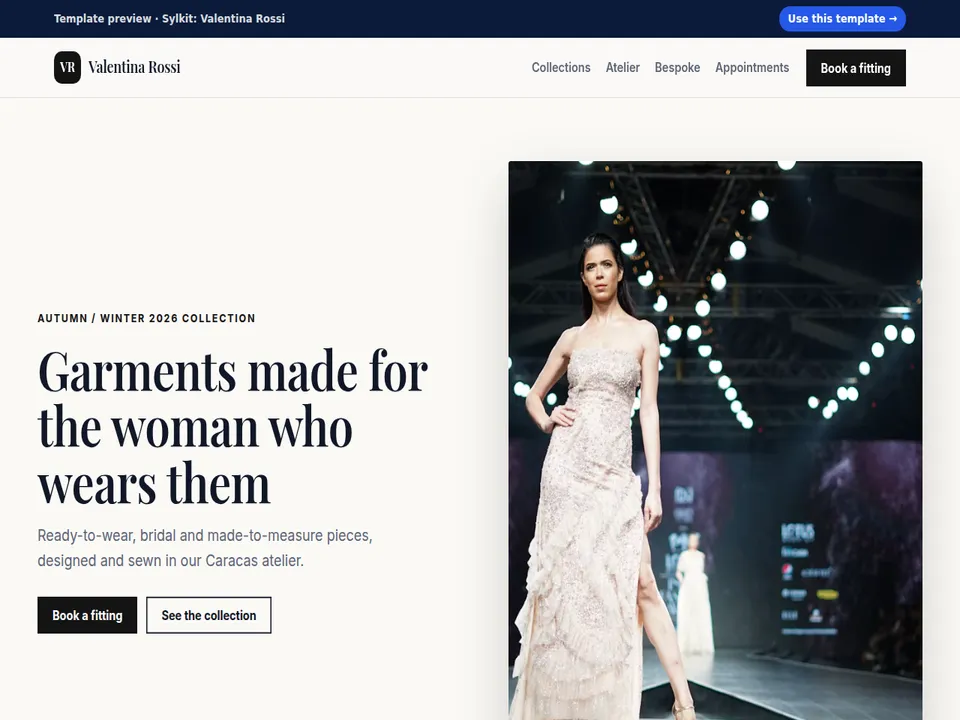 Template preview · Sylkit: Valentina Rossi
Use this template →
VR
Valentina Rossi
Collections
Atelier
Bespoke
Appointments
Book a fitting
AUTUMN / WINTER 2026 COLLECTION
Garments made for
the woman who
wears them
Ready-to-wear, bridal and made-to-measure pieces,
designed and sewn in our Caracas atelier.
Book a fitting
See the collection